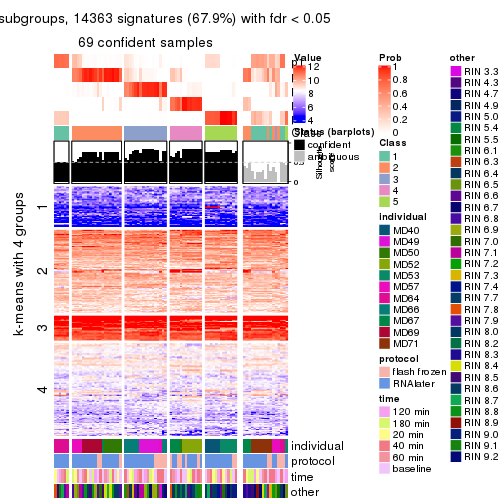 subgroups, 14363 signatures (67.9%) with fdr < 0.05
69 confident samples
k-means with 4 groups
1
2
3
4
individual
protocol
time
other
Value
12
10
8
6
4
Status (barplots)
confident
ambiguous
Silhouette
score
Prob
1
0.8
0.6
0.4
0.2
0
Class
1
2
3
4
5
individual
MD40
MD49
MD50
MD52
MD53
MD57
MD64
MD66
MD67
MD69
MD71
protocol
flash frozen
RNAlater
time
120 min
180 min
20 min
40 min
60 min
baseline
other
RIN 3.3
RIN 4.3
RIN 4.7
RIN 4.9
RIN 5.0
RIN 5.4
RIN 5.5
RIN 6.1
RIN 6.3
RIN 6.4
RIN 6.5
RIN 6.6
RIN 6.7
RIN 6.8
RIN 6.9
RIN 7.0
RIN 7.1
RIN 7.2
RIN 7.3
RIN 7.4
RIN 7.7
RIN 7.8
RIN 7.9
RIN 8.0
RIN 8.2
RIN 8.3
RIN 8.4
RIN 8.5
RIN 8.6
RIN 8.7
RIN 8.8
RIN 8.9
RIN 9.0
RIN 9.1
RIN 9.2